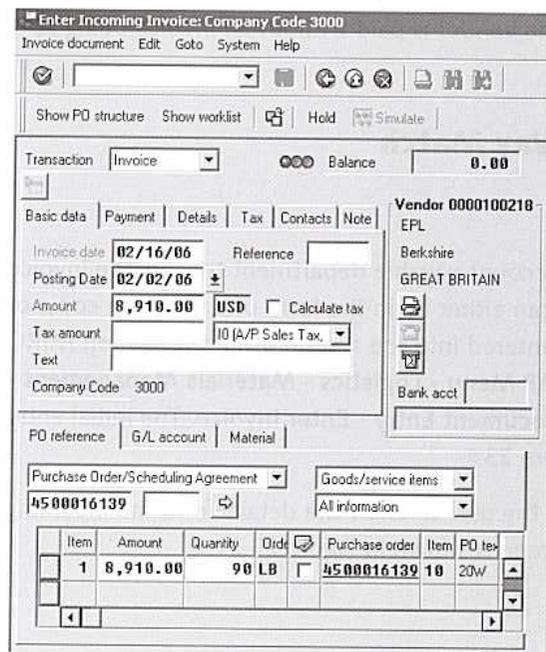 Enter Incoming Invoice: Company Code 3000
Invoice document Edit Goto System Help
Show PO structure Show worklist Hold Simulate
Transaction Invoice Balance 0.00
Basic data Payment Details Tax Contacts Note
Vendor 0000100218
EPL
Invoice date 02/16/06 Reference
Berkshire
Posting Date 02/02/06
GREAT BRITAIN
Amount 8,910.00 USD Calculate tax
Tax amount I0 (A/P Sales Tax,
Text
Bank acct
Company Code 3000
PO reference G/L account Material
Purchase Order/Scheduling Agreement Goods/service items
4500016139 All information
Item Amount Quantity Orde Purchase order Item PO tex
1 8,910.00 90 LB 4500016139 10 20W